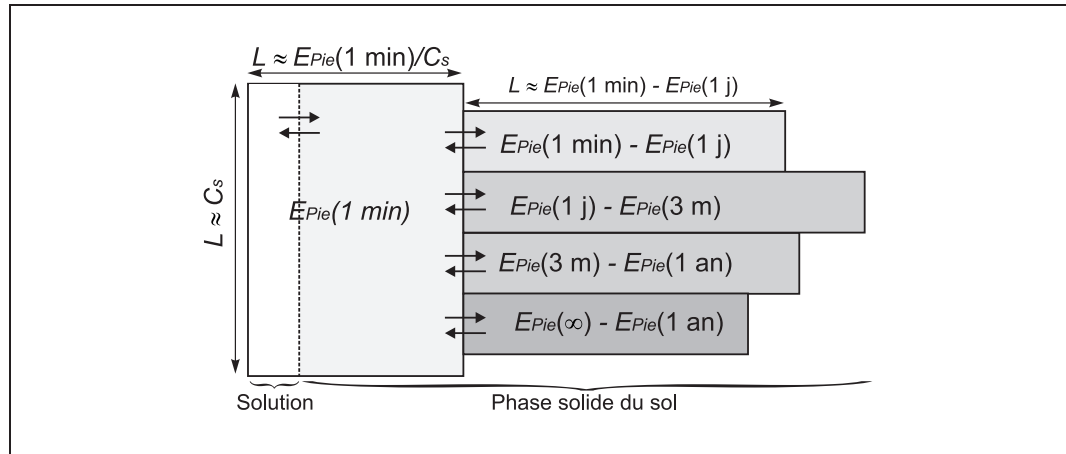 L ≈ EPie(1 min)/Cs
L ≈ EPie(1 min) - EPie(1 j)
EPie(1 min) - EPie(1 j)
L ≈ Cs
EPie(1 min)
EPie(1 j) - EPie(3 m)
EPie(3 m) - EPie(1 an)
EPie(∞) - EPie(1 an)
Solution
Phase solide du sol